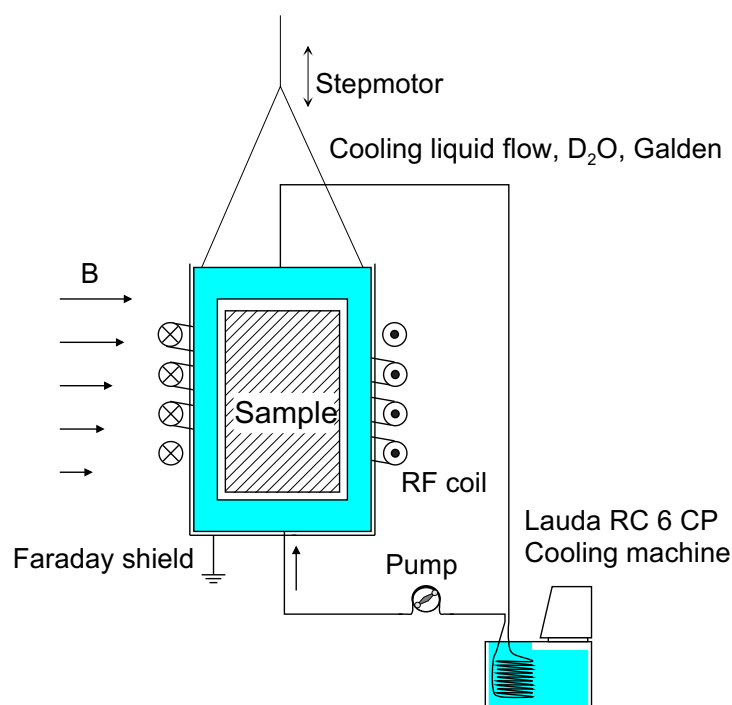 Stepmotor
Cooling liquid flow, D₂O, Galden
B
Sample
RF coil
Lauda RC 6 CP
Cooling machine
Faraday shield
Pump